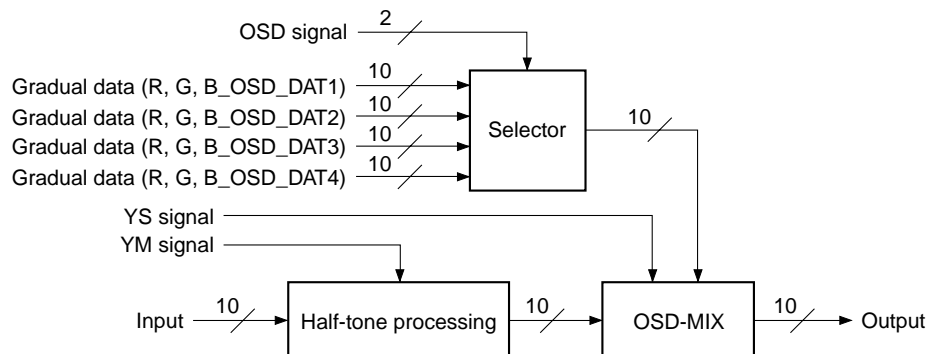 2
OSD signal
10
Gradual data (R, G, B_OSD_DAT1)
10
Gradual data (R, G, B_OSD_DAT2)
Selector
10
10
Gradual data (R, G, B_OSD_DAT3)
10
Gradual data (R, G, B_OSD_DAT4)
YS signal
YM signal
10
10
10
Input
Half-tone processing
OSD-MIX
Output